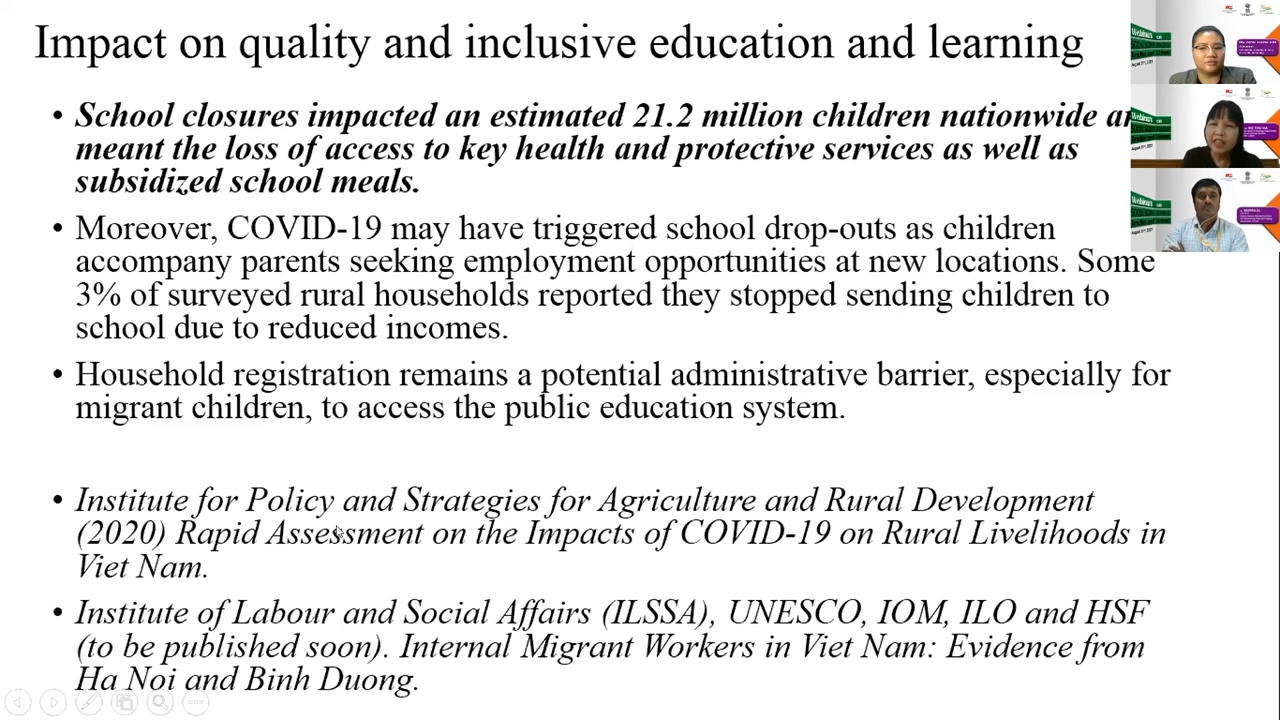 Impact on quality and inclusive education and learning
• School closures impacted an estimated 21.2 million children nationwide
meant the loss of access to key health and protective services as well as
subsidized school meals.
• Moreover, COVID-19 may have triggered school drop-outs as children
accompany parents seeking employment opportunities at new locations. Some
3% of surveyed rural households reported they stopped sending children to
school due to reduced incomes.
• Household registration remains a potential administrative barrier, especially for
migrant children, to access the public education system.
• Institute for Policy and Strategies for Agriculture and Rural Development
(2020) Rapid Assessment on the Impacts of COVID-19 on Rural Livelihoods in
Viet Nam.
• Institute of Labour and Social Affairs (ILSSA), UNESCO, IOM, ILO and HSF
(to be published soon). Internal Migrant Workers in Viet Nam: Evidence from
Ha Noi and Binh Duong.
Webinar
Webinar
Webinar